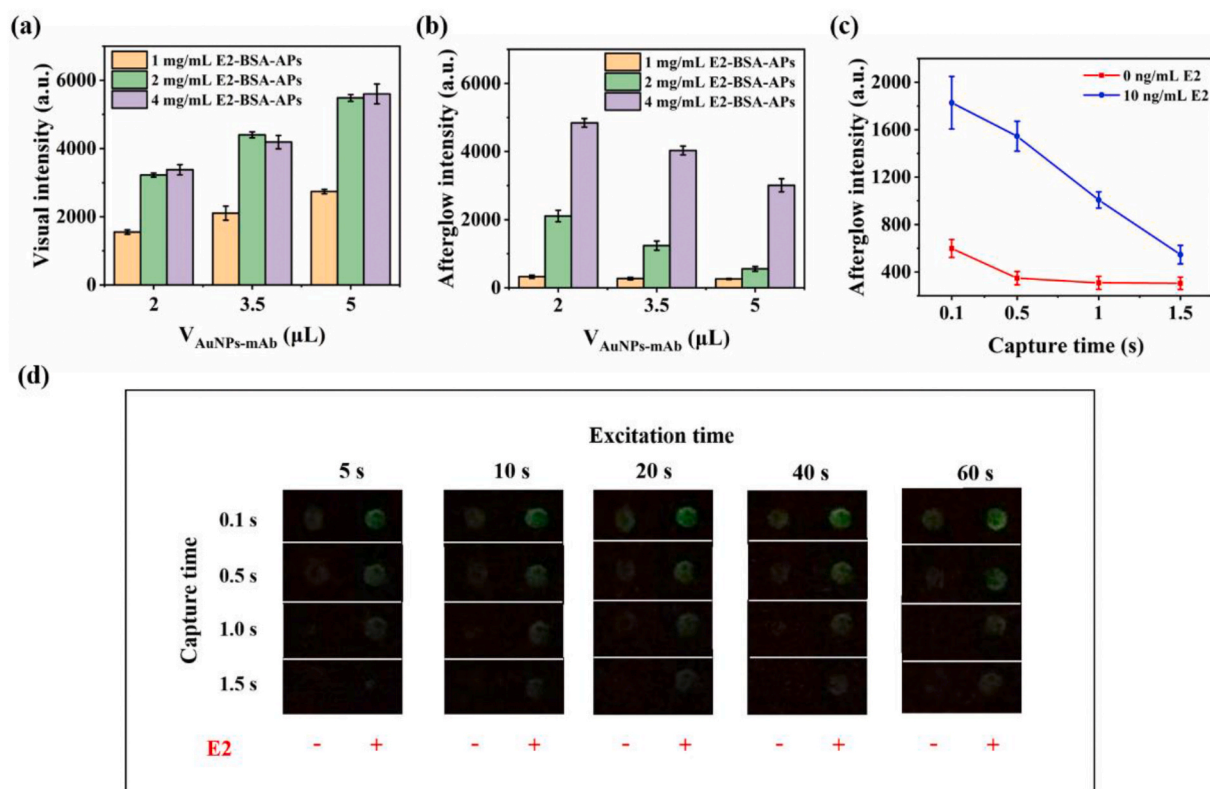 (a)
Visual intensity (a.u.)
6000
4000
2000
0
1 mg/mL E2-BSA-APs
2 mg/mL E2-BSA-APs
4 mg/mL E2-BSA-APs
2 3.5 5
VAuNPs-mAb (μL)
(b)
Afterglow intensity (a.u.)
6000
4000
2000
0
1 mg/mL E2-BSA-APs
2 mg/mL E2-BSA-APs
4 mg/mL E2-BSA-APs
2 3.5 5
VAuNPs-mAb (μL)
(c)
Afterglow intensity (a.u.)
2000
1600
1200
800
400
0 ng/mL E2
10 ng/mL E2
0.1 0.5 1 1.5
Capture time (s)
(d)
Excitation time
5 s 10 s 20 s 40 s 60 s
Capture time
0.1 s
0.5 s
1.0 s
1.5 s
E2 - + - + - + - + - +